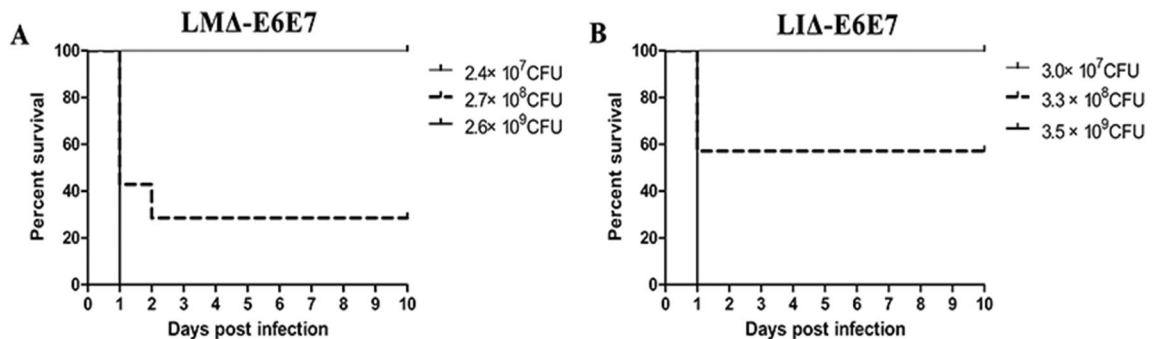 A
LMΔ-E6E7
Percent survival
100
80
60
40
20
0
0 1 2 3 4 5 6 7 8 9 10
Days post infection
2.4× 10⁷CFU
2.7× 10⁸CFU
2.6× 10⁹CFU
B
LIΔ-E6E7
Percent survival
100
80
60
40
20
0
0 1 2 3 4 5 6 7 8 9 10
Days post infection
3.0× 10⁷CFU
3.3 × 10⁸CFU
3.5 × 10⁹CFU